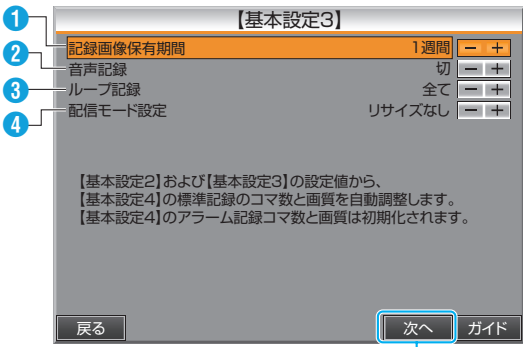 【基本設定3】
1 記録画像保有期間 1週間 − +
2 音声記録 切 − +
3 ループ記録 全て − +
4 配信モード設定 リサイズなし − +
【基本設定2】および【基本設定3】の設定値から、
【基本設定4】の標準記録のコマ数と画質を自動調整します。
【基本設定4】のアラーム記録コマ数と画質は初期化されます。
戻る 次へ ガイド